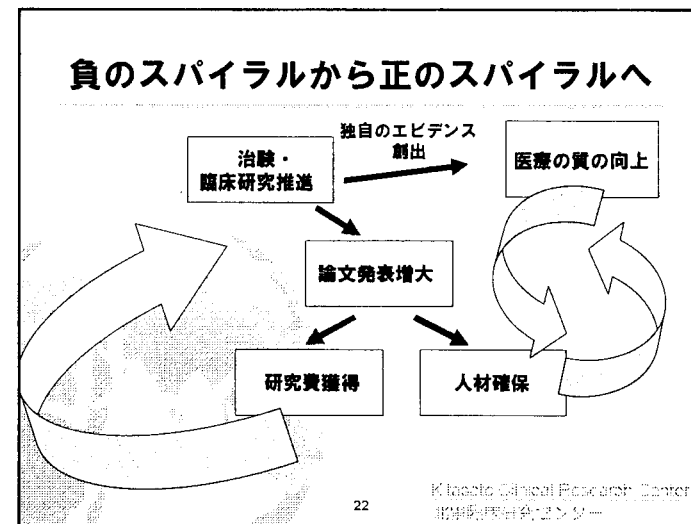 負のスパイラルから正のスパイラルへ
独自のエビデンス
創出
治験・
臨床研究推進
医療の質の向上
論文発表増大
研究費獲得
人材確保
22
Clinical Research Center